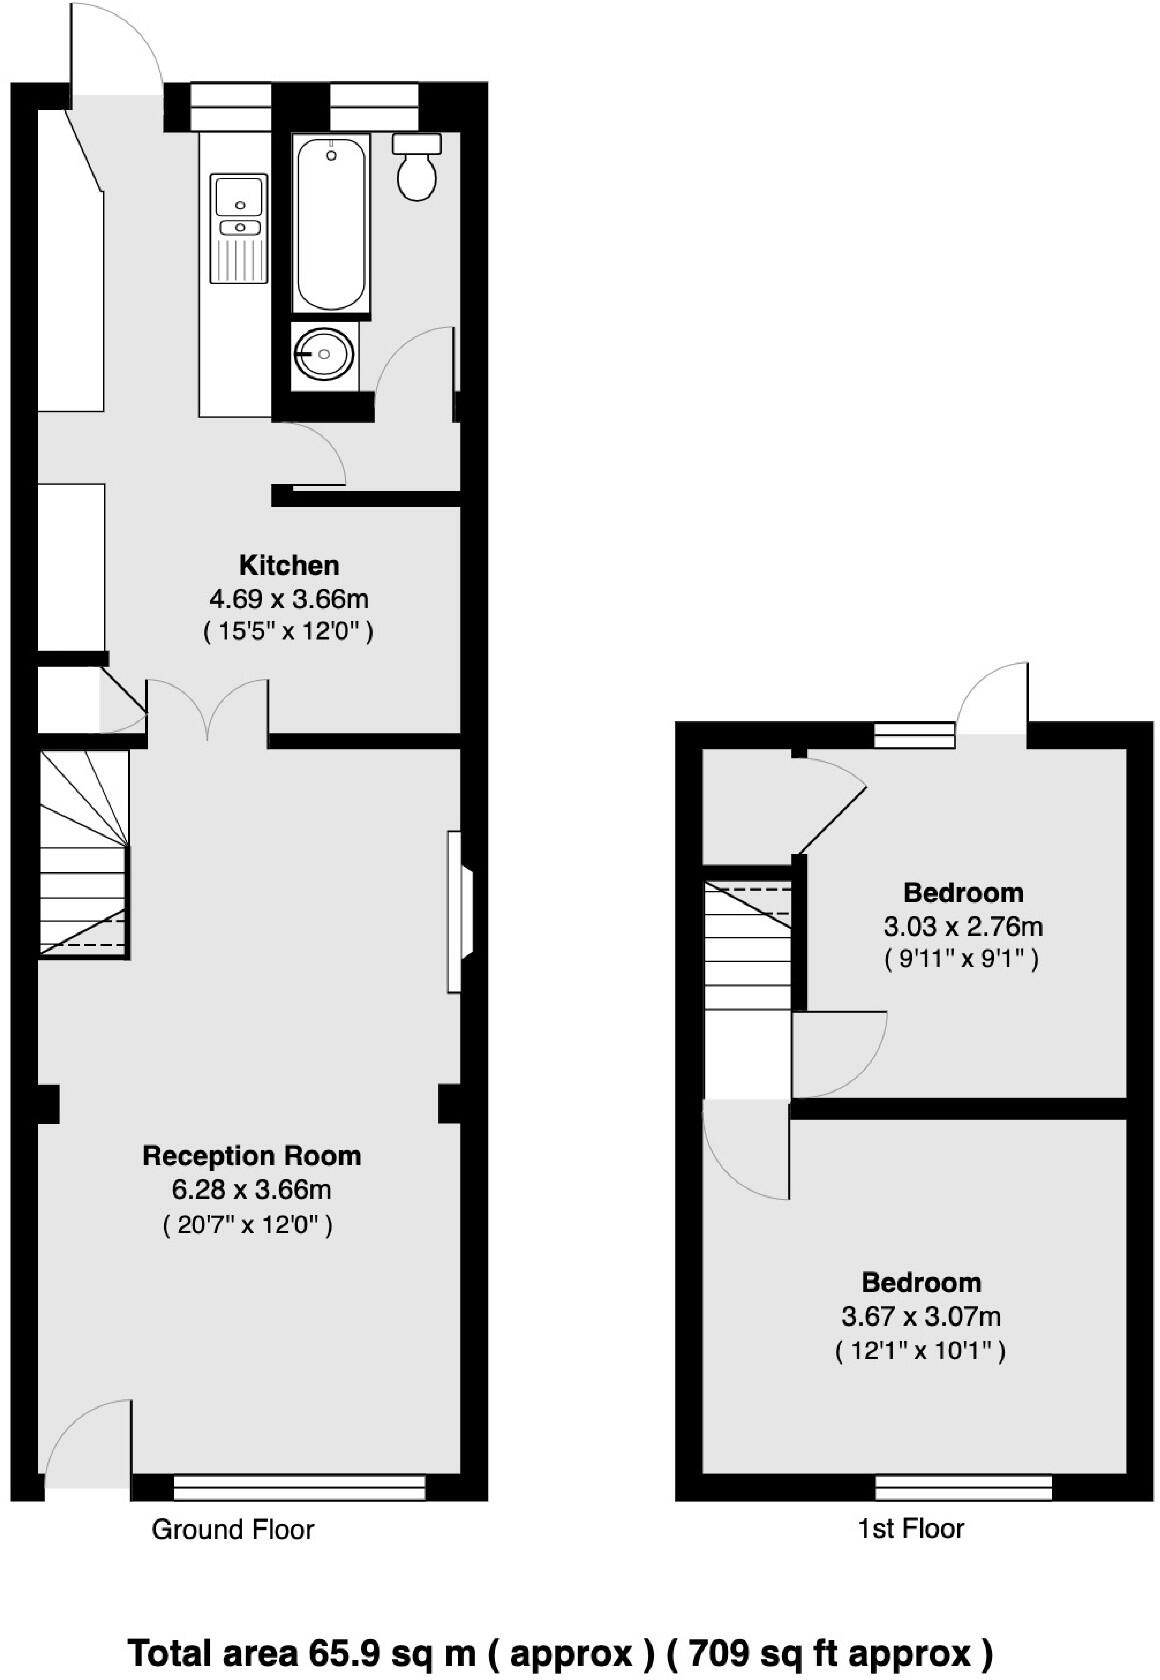 Kitchen
4.69 x 3.66m
( 15'5" x 12'0" )
Reception Room
6.28 x 3.66m
( 20'7" x 12'0" )
Ground Floor
Bedroom
3.03 x 2.76m
( 9'11" x 9'1" )
Bedroom
3.67 x 3.07m
( 12'1" x 10'1" )
1st Floor
Total area 65.9 sq m ( approx ) ( 709 sq ft approx )